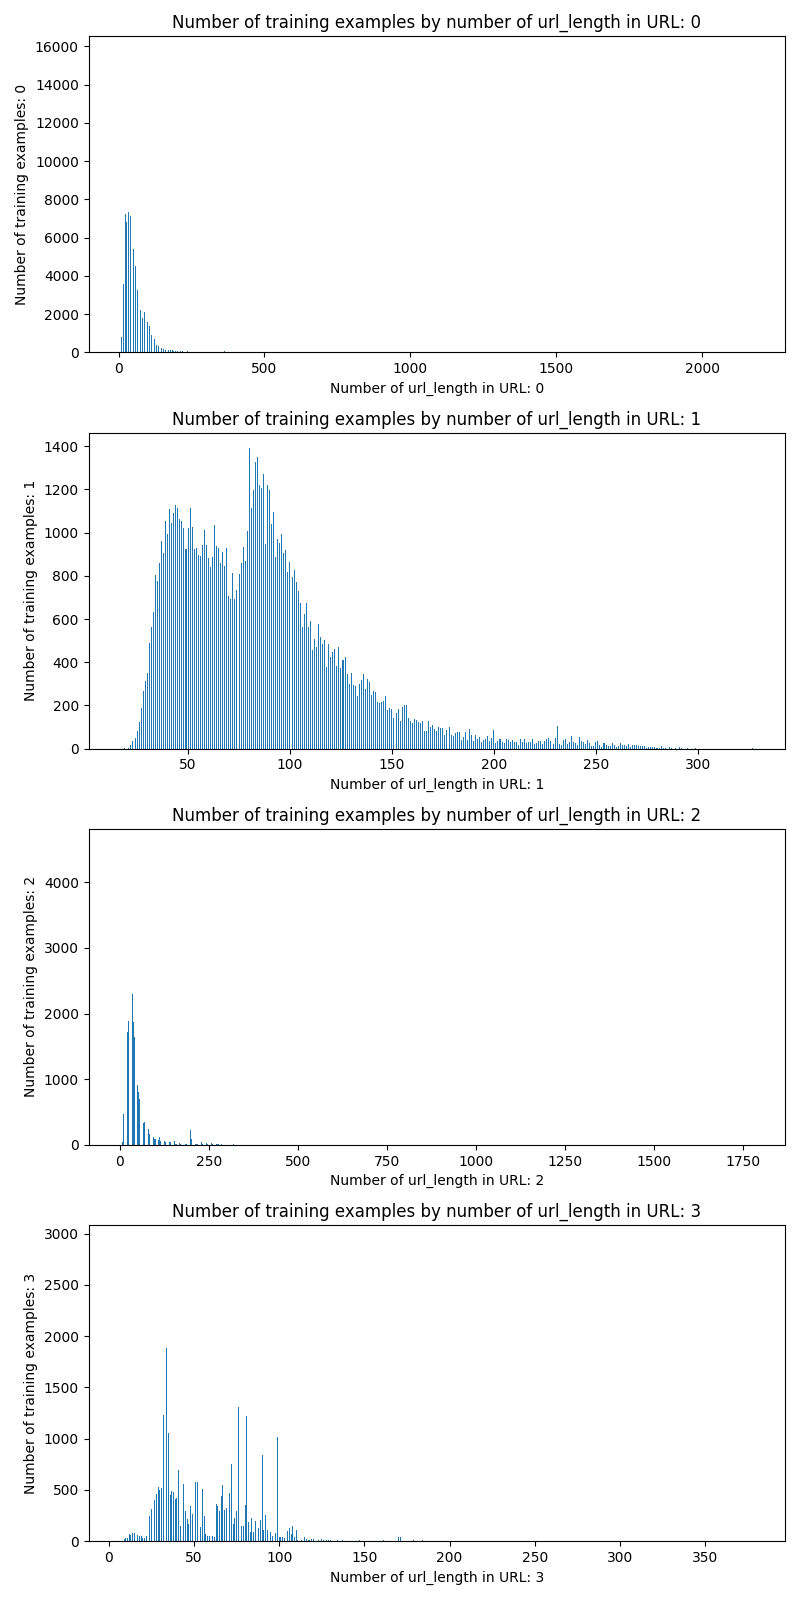 Number of training examples by number of url_length in URL: 0
16000
14000
12000
10000
8000
6000
4000
2000
0
Number of training examples: 0
0 500 1000 1500 2000
Number of url_length in URL: 0
Number of training examples by number of url_length in URL: 1
1400
1200
1000
800
600
400
200
0
Number of training examples: 1
50 100 150 200 250 300
Number of url_length in URL: 1
Number of training examples by number of url_length in URL: 2
4000
3000
2000
1000
0
Number of training examples: 2
0 250 500 750 1000 1250 1500 1750
Number of url_length in URL: 2
Number of training examples by number of url_length in URL: 3
3000
2500
2000
1500
1000
500
0
Number of training examples: 3
0 50 100 150 200 250 300 350
Number of url_length in URL: 3